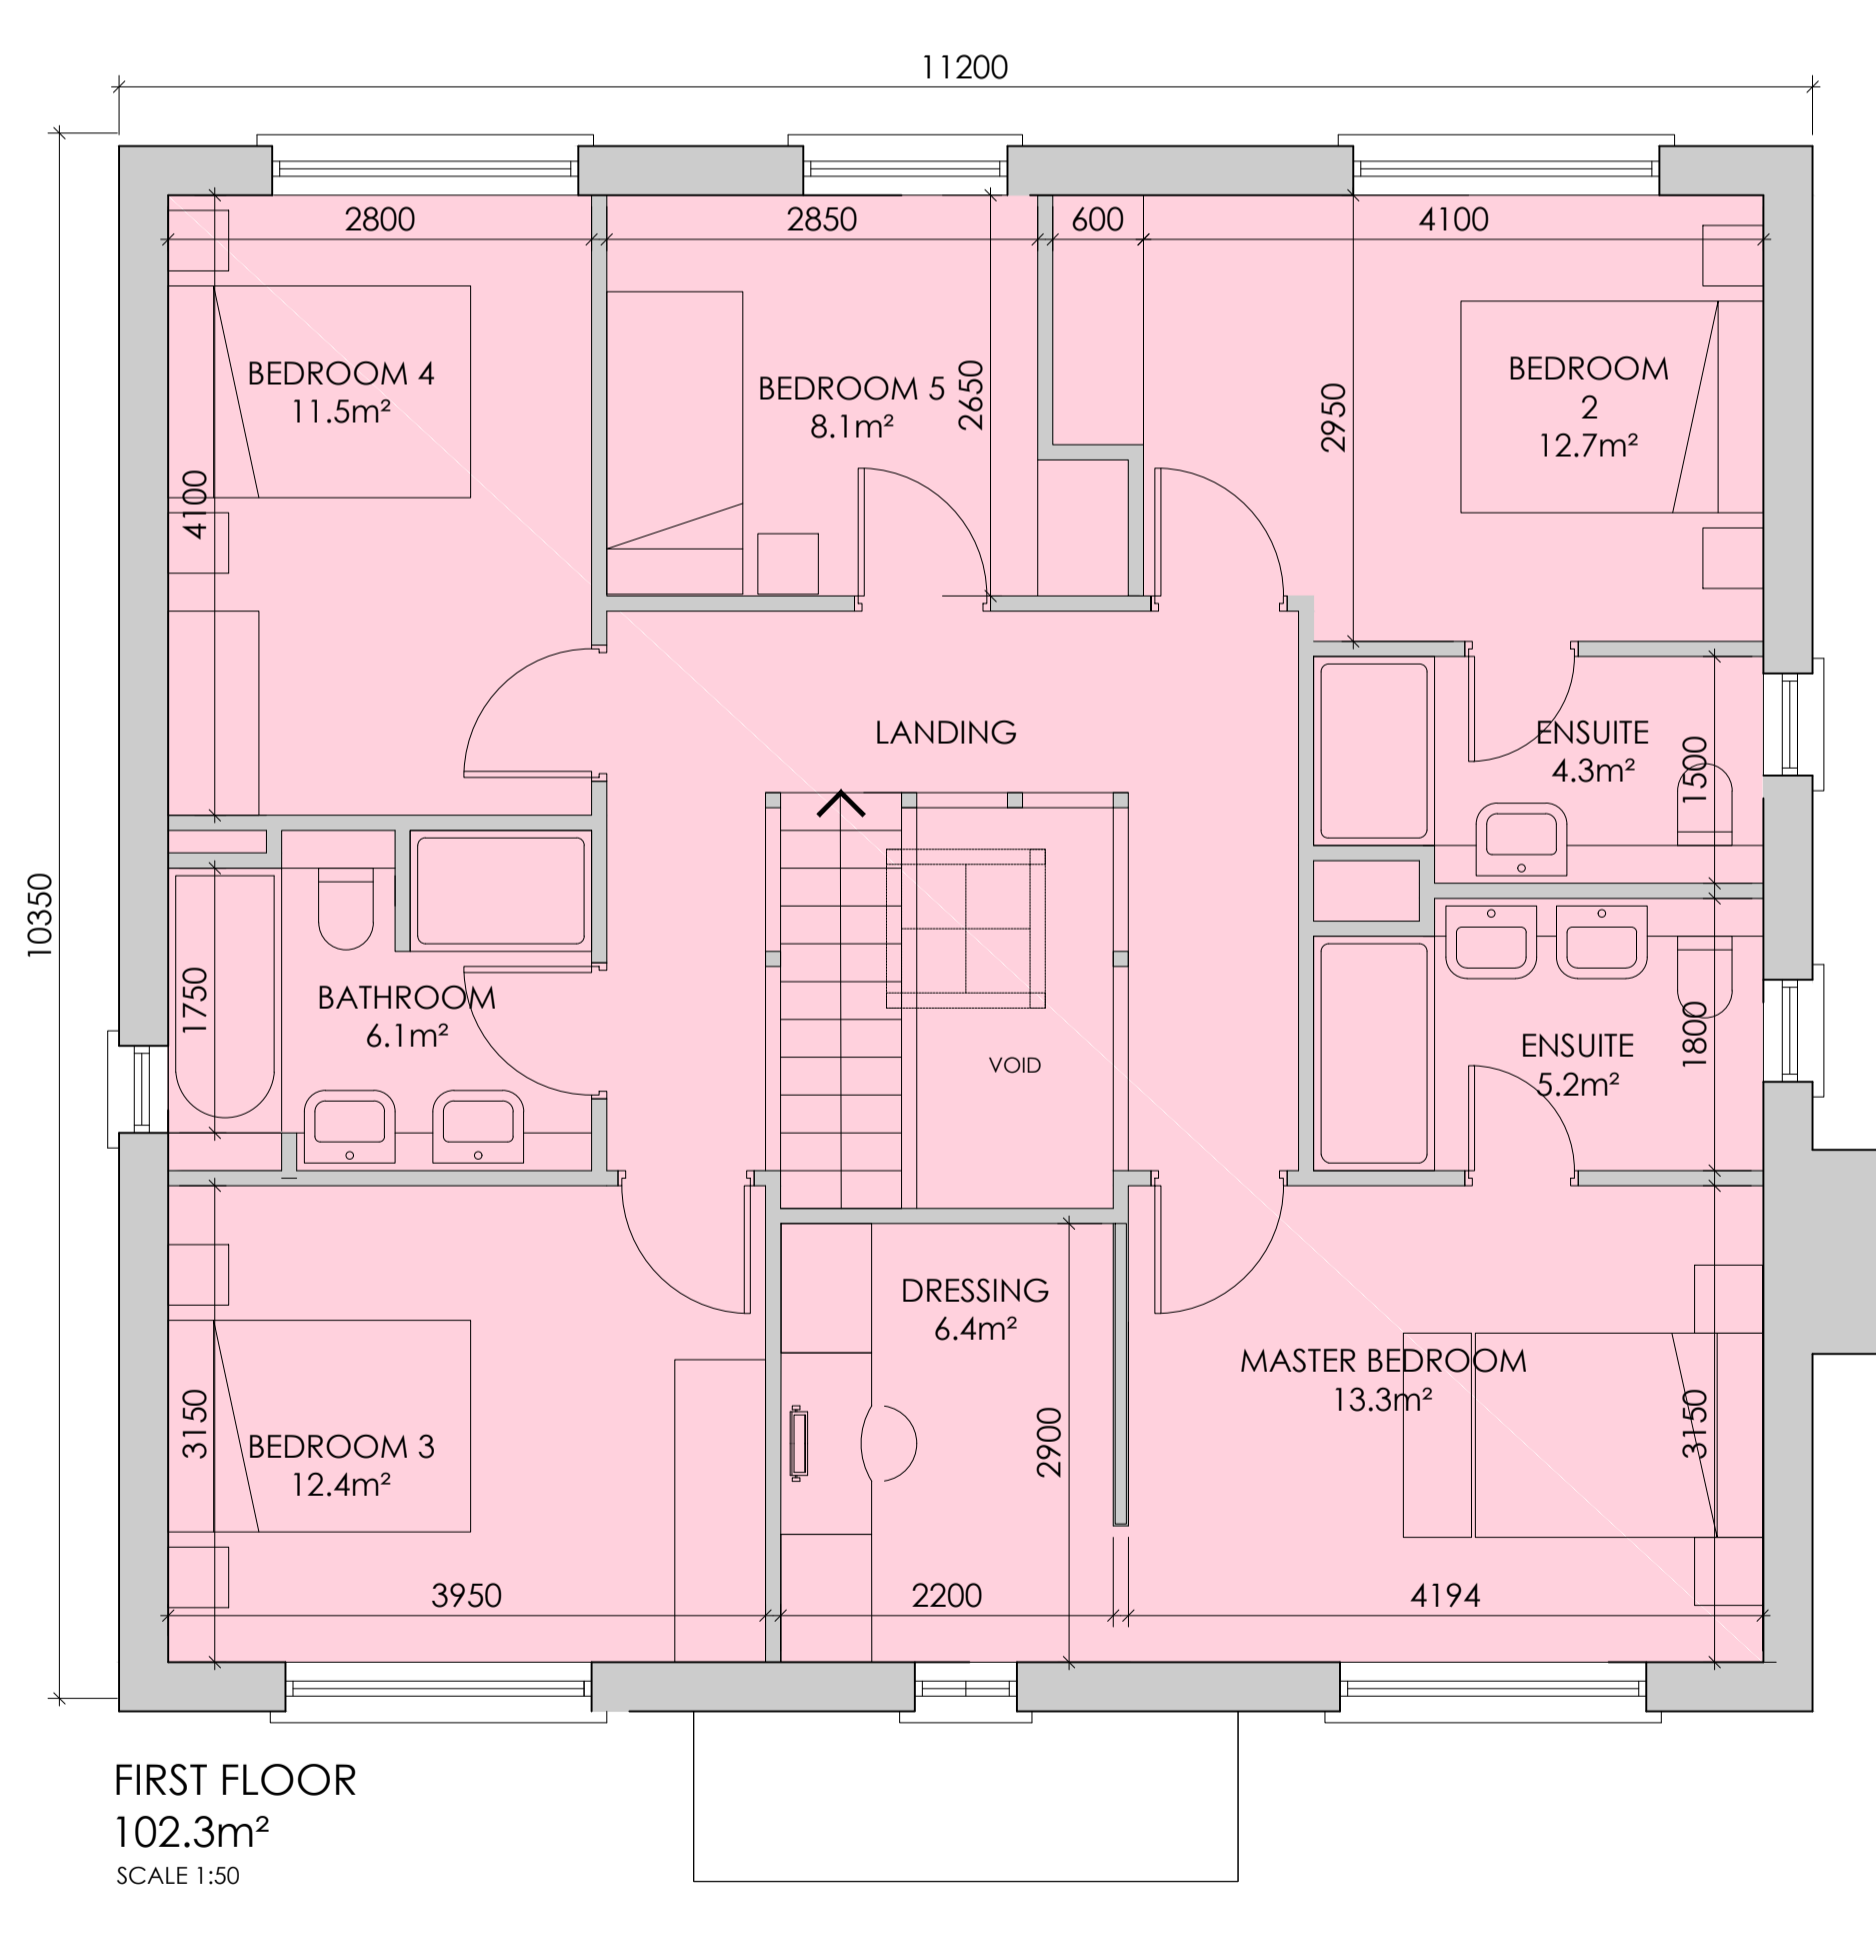 11200
2800
2850
600
4100
BEDROOM 4
11.5m²
BEDROOM 5
8.1m²
2650
2950
BEDROOM
2
12.7m²
4100
LANDING
ENSUITE
4.3m²
1500
10350
1750
BATHROOM
6.1m²
VOID
ENSUITE
5.2m²
1800
DRESSING
6.4m²
MASTER BEDROOM
13.3m²
3150
BEDROOM 3
12.4m²
2900
3150
3950
2200
4194
FIRST FLOOR
102.3m²
SCALE 1:50